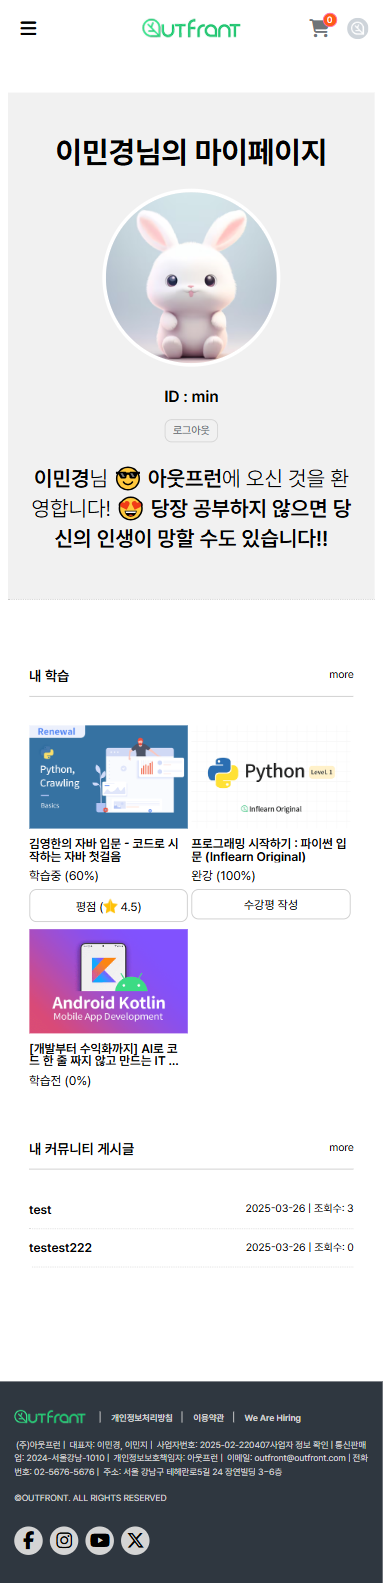 OUTFRANT
0
이민경님의 마이페이지
ID : min
로그아웃
이민경님 😎 아웃프런에 오신 것을 환
영합니다! 😍 당장 공부하지 않으면 당
신의 인생이 망할 수도 있습니다!!
내 학습 more
Renewal
Python,
Crawling
Basics
Python Level 1
Inflearn Original
김영한의 자바 입문 - 코드로 시
작하는 자바 첫걸음
학습중 (60%)
평점 (⭐ 4.5)
프로그래밍 시작하기 : 파이썬 입
문 (Inflearn Original)
완강 (100%)
수강평 작성
Android Kotlin
Mobile App Development
[개발부터 수익화까지] AI로 코
드 한 줄 짜지 않고 만드는 IT ...
학습전 (0%)
내 커뮤니티 게시글 more
test 2025-03-26 | 조회수: 3
testest222 2025-03-26 | 조회수: 0
OUTFRANT | 개인정보처리방침 | 이용약관 | We Are Hiring
(주)아웃프런 | 대표자: 이민경, 이민지 | 사업자번호: 2025-02-220407사업자 정보 확인 | 통신판매
업: 2024-서울강남-1010 | 개인정보보호책임자: 아웃프런 | 이메일: outfront@outfront.com | 전화
번호: 02-5676-5676 | 주소: 서울 강남구 테헤란로5길 24 장연빌딩 3~6층
©OUTFRONT. ALL RIGHTS RESERVED